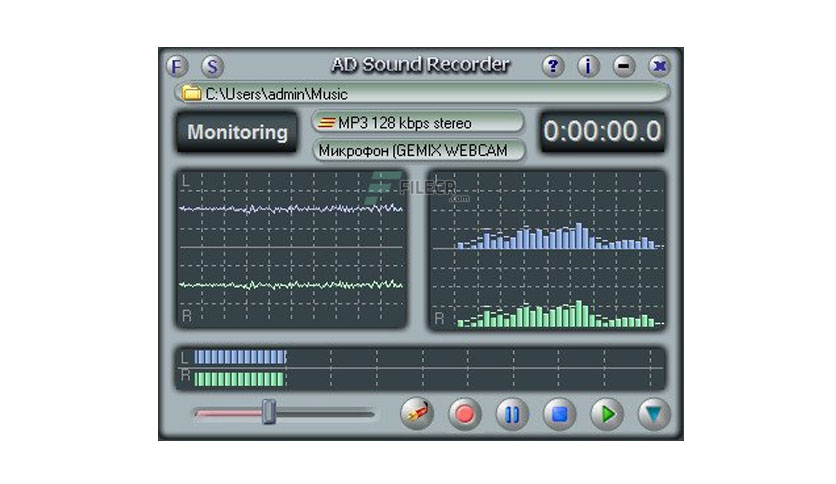 F S AD Sound Recorder ? i
C:\Users\admin\Music
Monitoring
MP3 128 kbps stereo
Микрофон (GEMIX WEBCAM
0:00:00.0
L
R
FILECR
.com
L
R
L
R